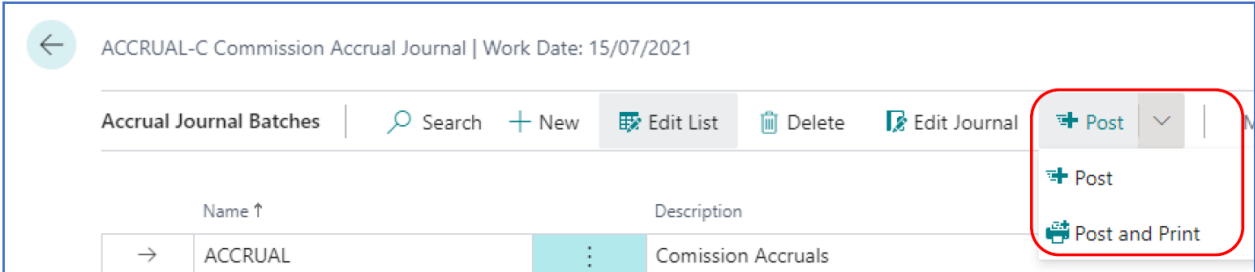 ACCRUAL-C Commission Accrual Journal | Work Date: 15/07/2021
Accrual Journal Batches | Search + New Edit List Delete Edit Journal Post
Post
Name ↑ Description
Post and Print
→ ACCRUAL Comission Accruals